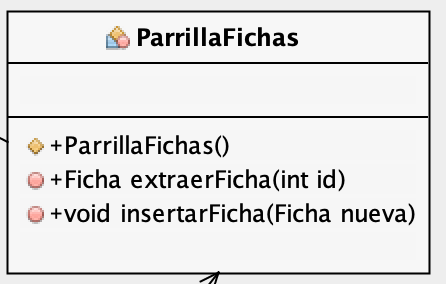 ParrillaFichas
+ParrillaFichas()
+Ficha extraerFicha(int id)
+void insertarFicha(Ficha nueva)